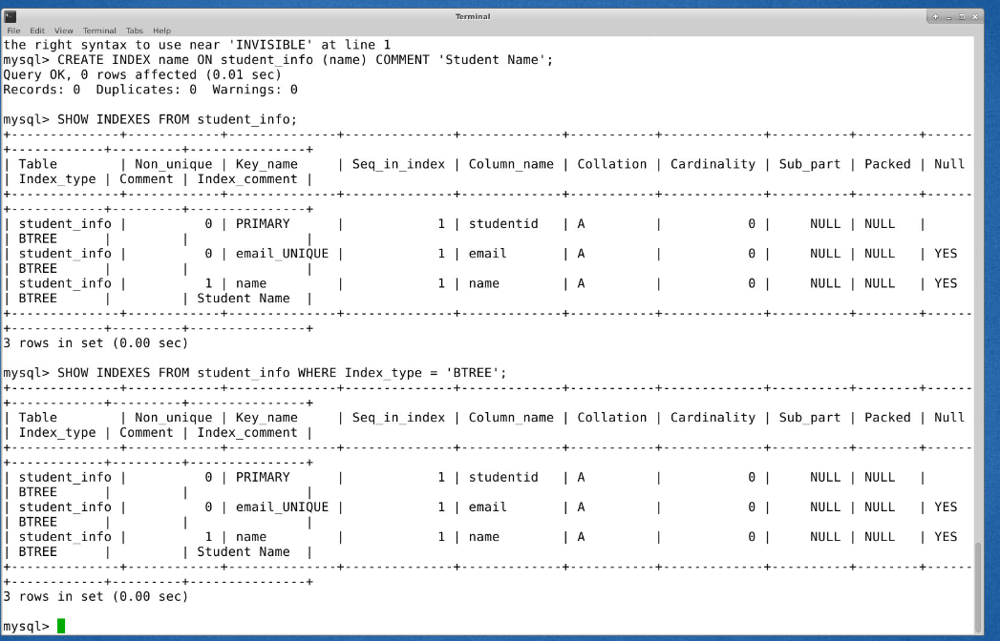 Terminal
File Edit View Terminal Tabs Help
the right syntax to use near 'INVISIBLE' at line 1
mysql> CREATE INDEX name ON student_info (name) COMMENT 'Student Name';
Query OK, 0 rows affected (0.01 sec)
Records: 0  Duplicates: 0  Warnings: 0
mysql> SHOW INDEXES FROM student_info;
+--------------+------------+--------------+--------------+-------------+-----------+-------------+----------+--------+------
+------------+---------+---------------+
| Table        | Non_unique | Key_name     | Seq_in_index | Column_name | Collation | Cardinality | Sub_part | Packed | Null
| Index_type | Comment | Index_comment |
+--------------+------------+--------------+--------------+-------------+-----------+-------------+----------+--------+------
+------------+---------+---------------+
| student_info |          0 | PRIMARY      |            1 | studentid   | A         |           0 |     NULL | NULL   |
| BTREE      |         |               |
| student_info |          0 | email_UNIQUE |            1 | email       | A         |           0 |     NULL | NULL   | YES
| BTREE      |         |               |
| student_info |          1 | name         |            1 | name        | A         |           0 |     NULL | NULL   | YES
| BTREE      |         | Student Name  |
+--------------+------------+--------------+--------------+-------------+-----------+-------------+----------+--------+------
+------------+---------+---------------+
3 rows in set (0.00 sec)
mysql> SHOW INDEXES FROM student_info WHERE Index_type = 'BTREE';
+--------------+------------+--------------+--------------+-------------+-----------+-------------+----------+--------+------
+------------+---------+---------------+
| Table        | Non_unique | Key_name     | Seq_in_index | Column_name | Collation | Cardinality | Sub_part | Packed | Null
| Index_type | Comment | Index_comment |
+--------------+------------+--------------+--------------+-------------+-----------+-------------+----------+--------+------
+------------+---------+---------------+
| student_info |          0 | PRIMARY      |            1 | studentid   | A         |           0 |     NULL | NULL   |
| BTREE      |         |               |
| student_info |          0 | email_UNIQUE |            1 | email       | A         |           0 |     NULL | NULL   | YES
| BTREE      |         |               |
| student_info |          1 | name         |            1 | name        | A         |           0 |     NULL | NULL   | YES
| BTREE      |         | Student Name  |
+--------------+------------+--------------+--------------+-------------+-----------+-------------+----------+--------+------
+------------+---------+---------------+
3 rows in set (0.00 sec)
mysql>